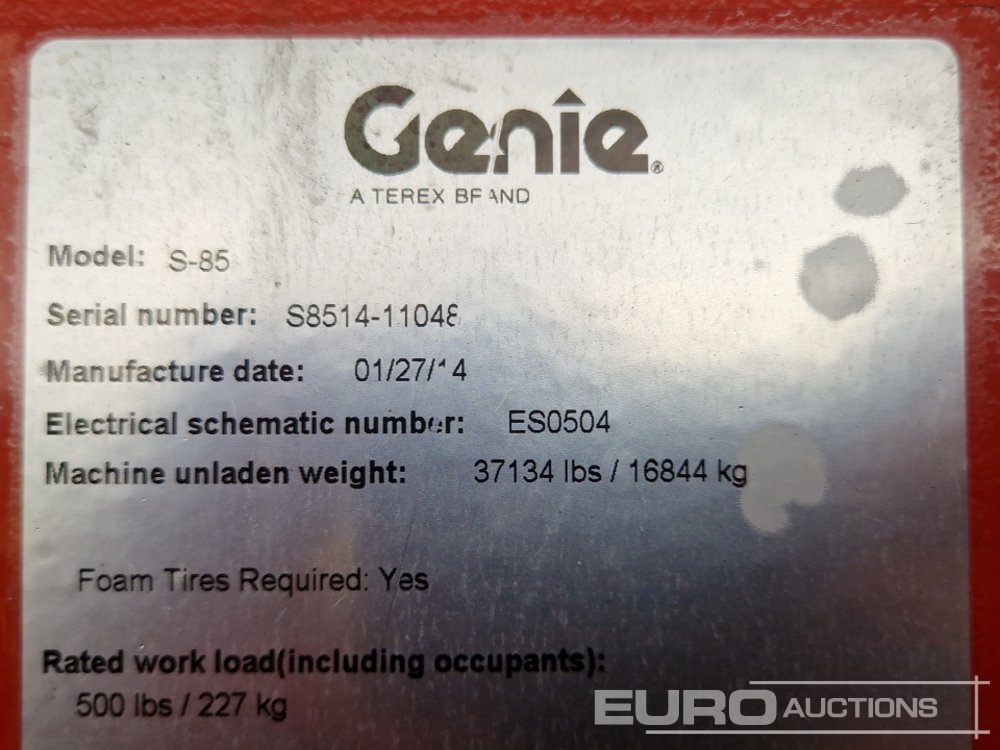 Genie®
A TEREX BRAND
Model: S-85
Serial number: S8514-11048
Manufacture date: 01/27/14
Electrical schematic number: ES0504
Machine unladen weight: 37134 lbs / 16844 kg
Foam Tires Required: Yes
Rated work load(including occupants):
500 lbs / 227 kg
EURO AUCTIONS